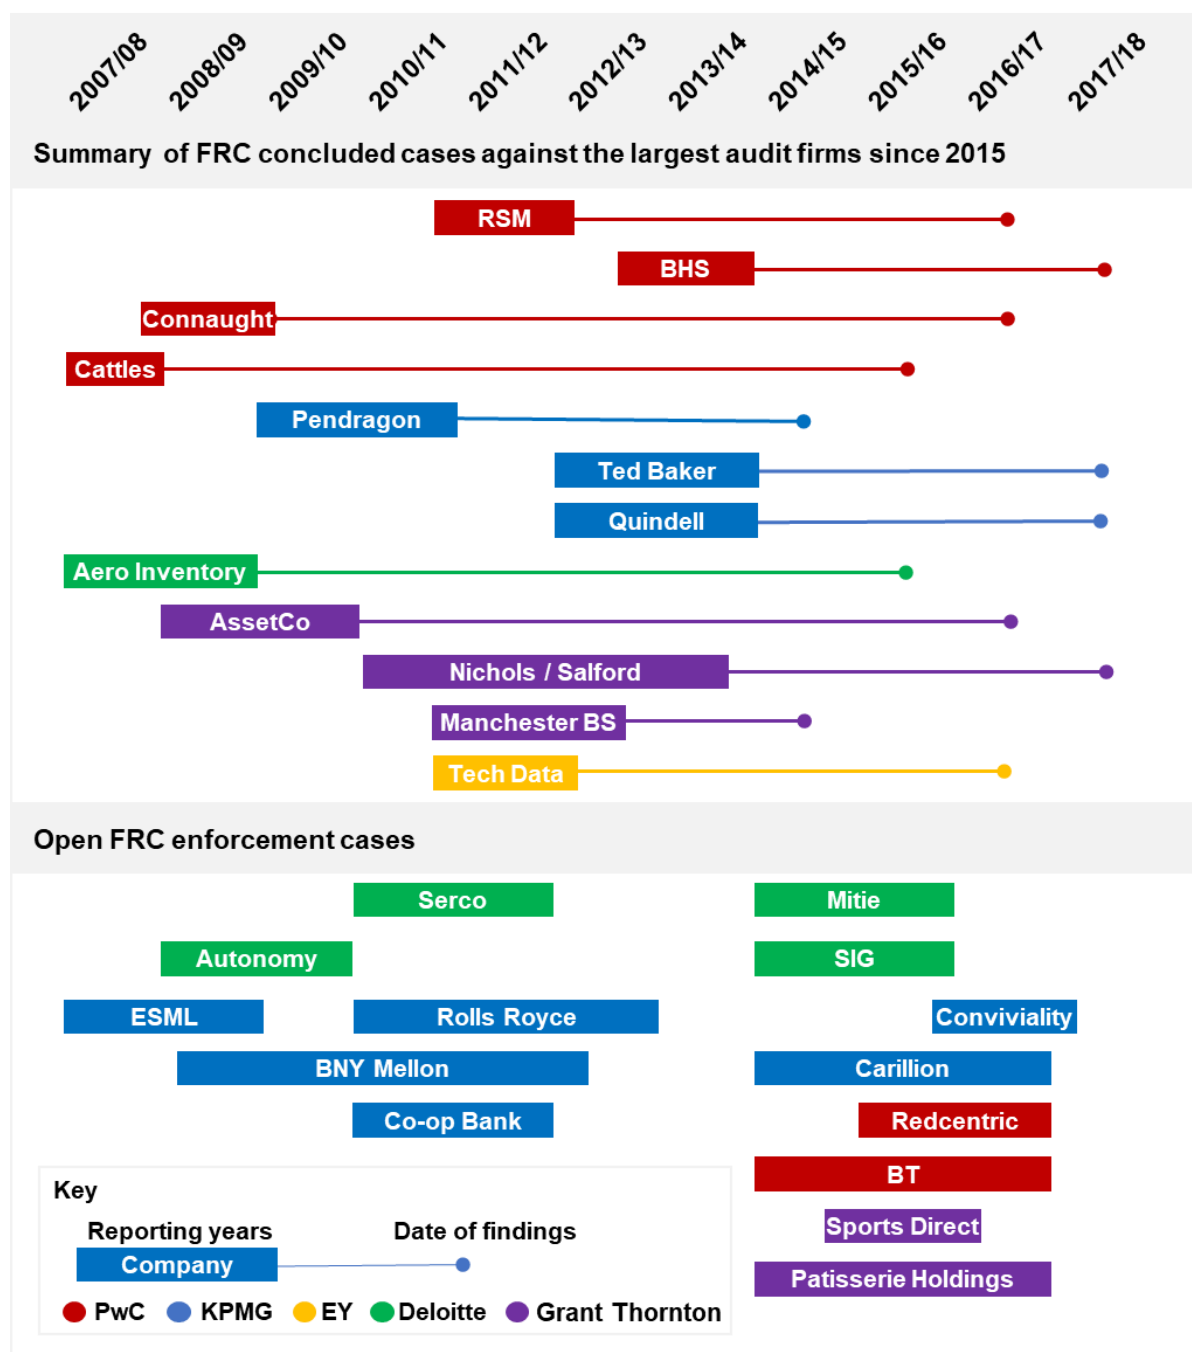 2007/08 2008/09 2009/10 2010/11 2011/12 2012/13 2013/14 2014/15 2015/16 2016/17 2017/18
Summary of FRC concluded cases against the largest audit firms since 2015
RSM
BHS
Connaught
Cattles
Pendragon
Ted Baker
Quindell
Aero Inventory
AssetCo
Nichols / Salford
Manchester BS
Tech Data
Open FRC enforcement cases
Serco Mitie
Autonomy SIG
ESML Rolls Royce Conviviality
BNY Mellon Carillion
Co-op Bank Redcentric
BT
Sports Direct
Patisserie Holdings
Key
Reporting years Date of findings
Company
PwC KPMG EY Deloitte Grant Thornton